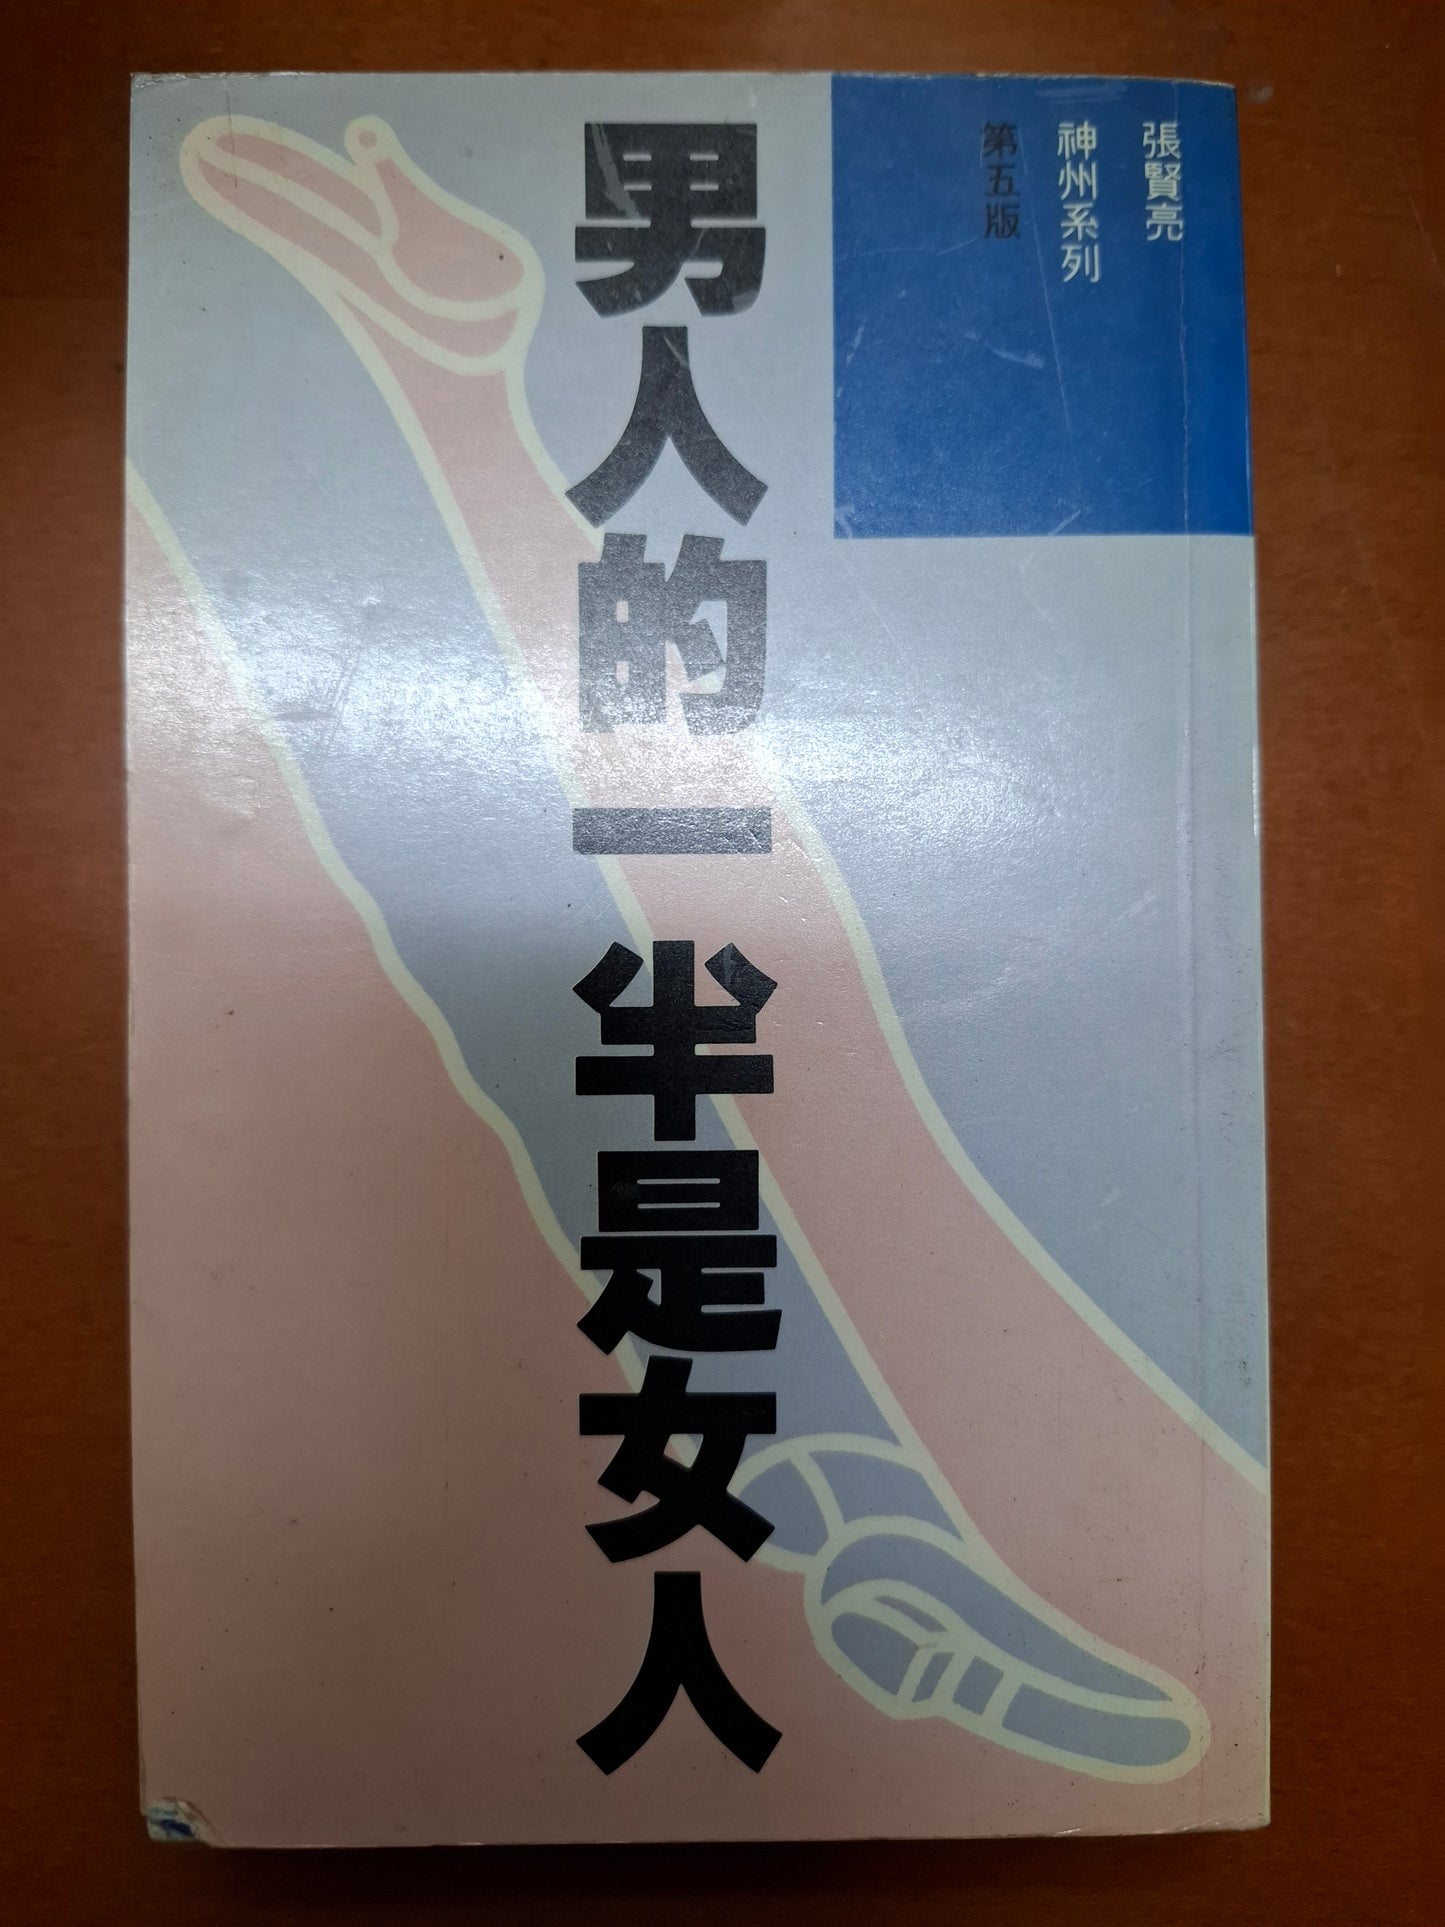 張賢亮
神州系列
第五版
男人的一半是女人